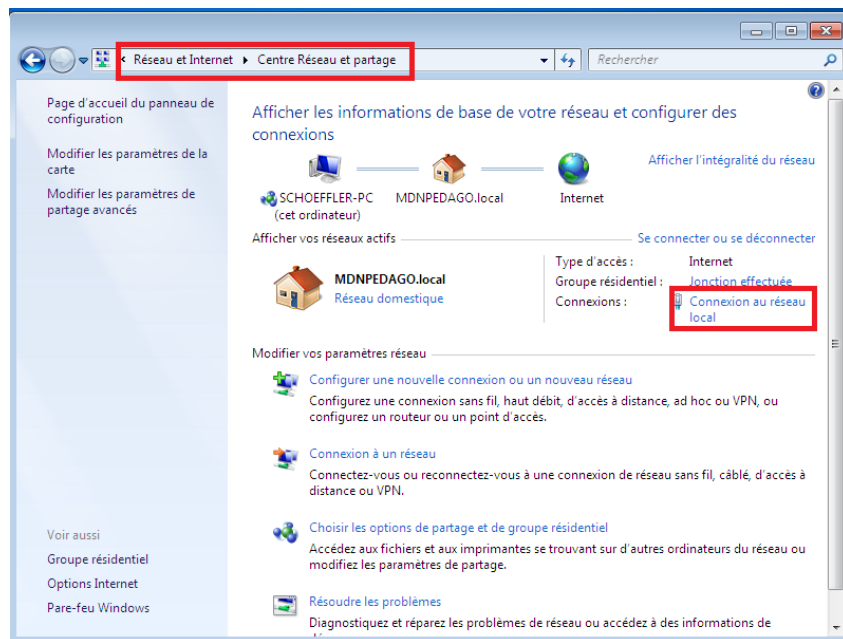 Réseau et Internet ▸ Centre Réseau et partage
Rechercher
Page d'accueil du panneau de
configuration
Modifier les paramètres de la
carte
Modifier les paramètres de
partage avancés
Voir aussi
Groupe résidentiel
Options Internet
Pare-feu Windows
Afficher les informations de base de votre réseau et configurer des
connexions
Afficher l'intégralité du réseau
SCHOEFFLER-PC MDNPEDAGO.local Internet
(cet ordinateur)
Afficher vos réseaux actifs Se connecter ou se déconnecter
MDNPEDAGO.local
Réseau domestique
Type d'accès : Internet
Groupe résidentiel : Jonction effectuée
Connexions : Connexion au réseau
local
Modifier vos paramètres réseau
Configurer une nouvelle connexion ou un nouveau réseau
Configurez une connexion sans fil, haut débit, d'accès à distance, ad hoc ou VPN, ou
configurez un routeur ou un point d'accès.
Connexion à un réseau
Connectez-vous ou reconnectez-vous à une connexion de réseau sans fil, câblé, d'accès à
distance ou VPN.
Choisir les options de partage et de groupe résidentiel
Accédez aux fichiers et aux imprimantes se trouvant sur d'autres ordinateurs du réseau ou
modifiez les paramètres de partage.
Résoudre les problèmes
Diagnostiquez et réparez les problèmes de réseau ou accédez à des informations de